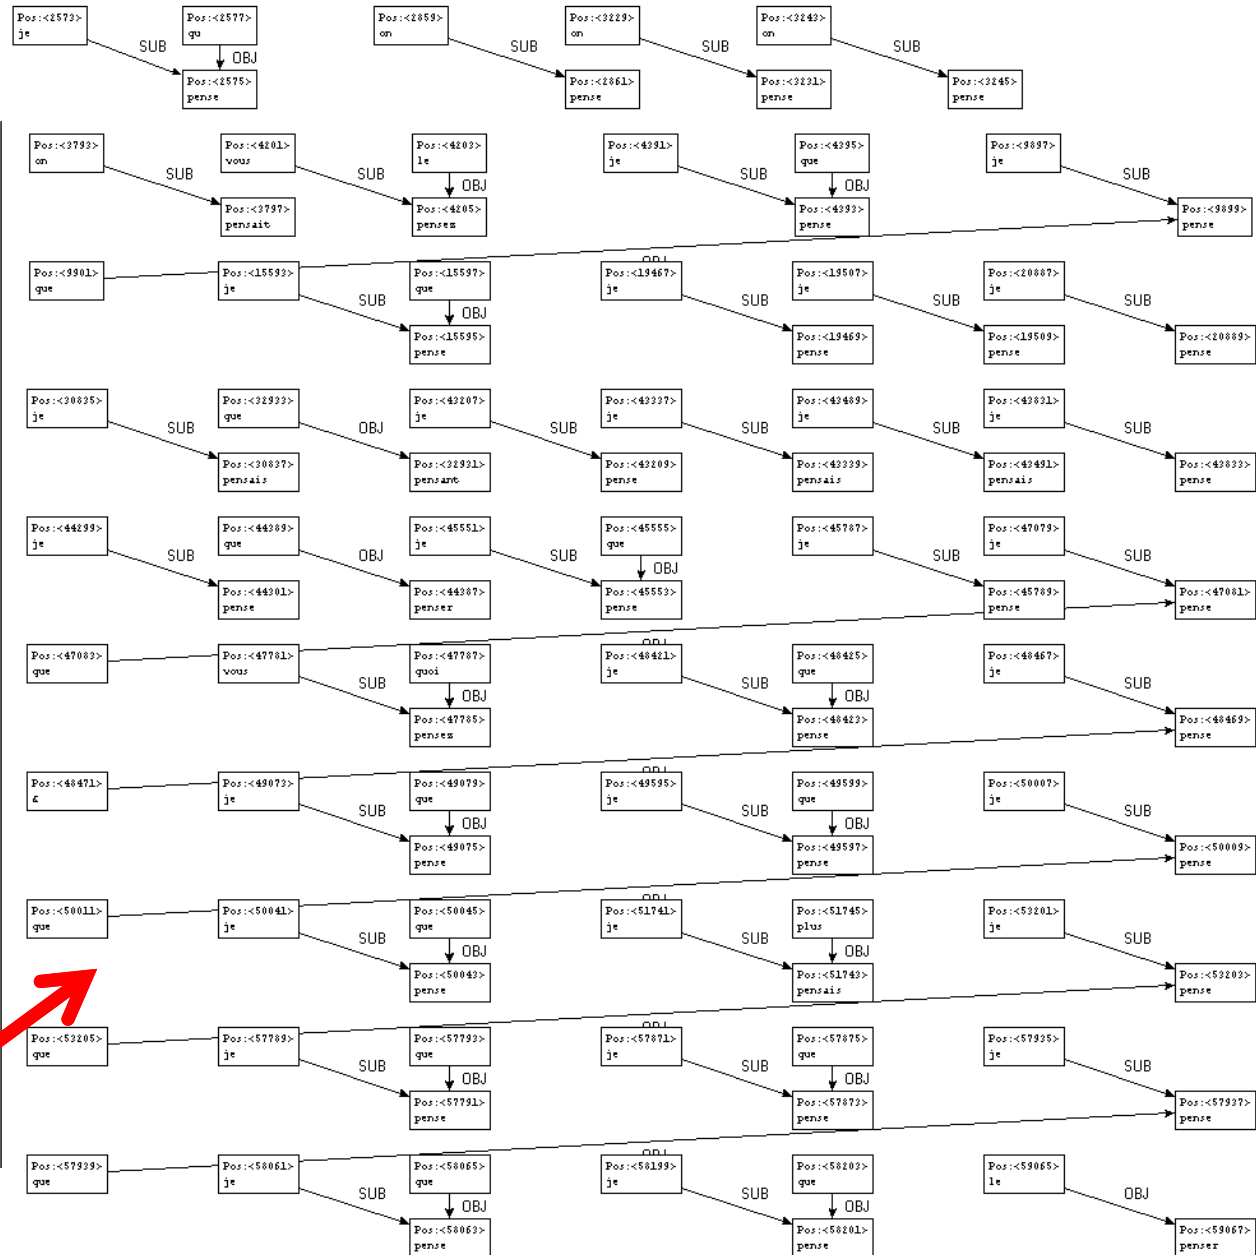 Pos:<2573> Pos:<2577> Pos:<2859> Pos:<3229> Pos:<3243>
je qu on on on
SUB SUB SUB SUB
OBJ
Pos:<2575> Pos:<2861> Pos:<3231> Pos:<3245>
pense pense pense pense
Pos:<3793> Pos:<4201> Pos:<4203> Pos:<4391> Pos:<4395> Pos:<9897>
on vous le je que je
SUB SUB OBJ SUB OBJ SUB
Pos:<3797> Pos:<4205> Pos:<4393> Pos:<9899>
pensait pensez pense pense
OBJ
Pos:<9901> Pos:<15593> Pos:<15597> Pos:<19467> Pos:<19507> Pos:<20887>
que je que je je je
SUB OBJ SUB SUB SUB
Pos:<15595> Pos:<19469> Pos:<19509> Pos:<20889>
pense pense pense pense
Pos:<30835> Pos:<32933> Pos:<43207> Pos:<43337> Pos:<43489> Pos:<43831>
je que je je je je
SUB OBJ SUB SUB SUB SUB
Pos:<30837> Pos:<32931> Pos:<43209> Pos:<43339> Pos:<43491> Pos:<43833>
pensais pensant pense pensais pensais pense
Pos:<44299> Pos:<44389> Pos:<45551> Pos:<45555> Pos:<45787> Pos:<47079>
je que je que je je
SUB OBJ SUB OBJ SUB SUB
Pos:<44301> Pos:<44387> Pos:<45553> Pos:<45789> Pos:<47081>
pense penser pense pense pense
OBJ
Pos:<47083> Pos:<47781> Pos:<47787> Pos:<48421> Pos:<48425> Pos:<48467>
que vous quoi je que je
SUB OBJ SUB OBJ SUB
Pos:<47785> Pos:<48423> Pos:<48469>
pensez pense pense
OBJ
Pos:<48471> Pos:<49073> Pos:<49079> Pos:<49595> Pos:<49599> Pos:<50007>
& je que je que je
SUB OBJ SUB OBJ SUB
Pos:<49075> Pos:<49597> Pos:<50009>
pense pense pense
OBJ
Pos:<50011> Pos:<50041> Pos:<50045> Pos:<51741> Pos:<51745> Pos:<53201>
que je que je plus je
SUB OBJ SUB OBJ SUB
Pos:<50043> Pos:<51743> Pos:<53203>
pense pensais pense
OBJ
Pos:<53205> Pos:<57789> Pos:<57793> Pos:<57871> Pos:<57875> Pos:<57935>
que je que je que je
SUB OBJ SUB OBJ SUB
Pos:<57791> Pos:<57873> Pos:<57937>
pense pense pense
OBJ
Pos:<57939> Pos:<58061> Pos:<58065> Pos:<58199> Pos:<58203> Pos:<59065>
que je que je que le
SUB OBJ SUB OBJ OBJ
Pos:<58063> Pos:<58201> Pos:<59067>
pense pense penser